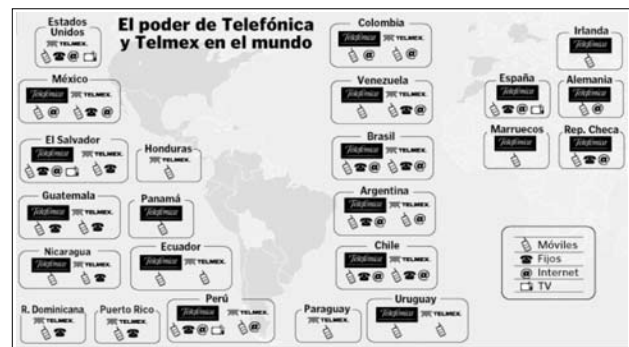 El poder de Telefónica
y Telmex en el mundo
Estados
Unidos
TELMEX.
México
Telefónica TELMEX.
El Salvador
Telefónica TELMEX.
Honduras
TELMEX.
Guatemala
Telefónica TELMEX.
Panamá
Telefónica
Nicaragua
Telefónica TELMEX.
Ecuador
Telefónica TELMEX.
R. Dominicana
TELMEX.
Puerto Rico
TELMEX.
Perú
Telefónica TELMEX.
Colombia
Telefónica TELMEX.
Venezuela
Telefónica TELMEX.
Brasil
Telefónica TELMEX.
Argentina
Telefónica TELMEX.
Chile
Telefónica TELMEX.
Paraguay
TELMEX.
Uruguay
Telefónica TELMEX.
Irlanda
Telefónica
España
Telefónica
Alemania
Telefónica
Marruecos
Telefónica
Rep. Checa
Telefónica
Móviles
Fijos
@ Internet
TV